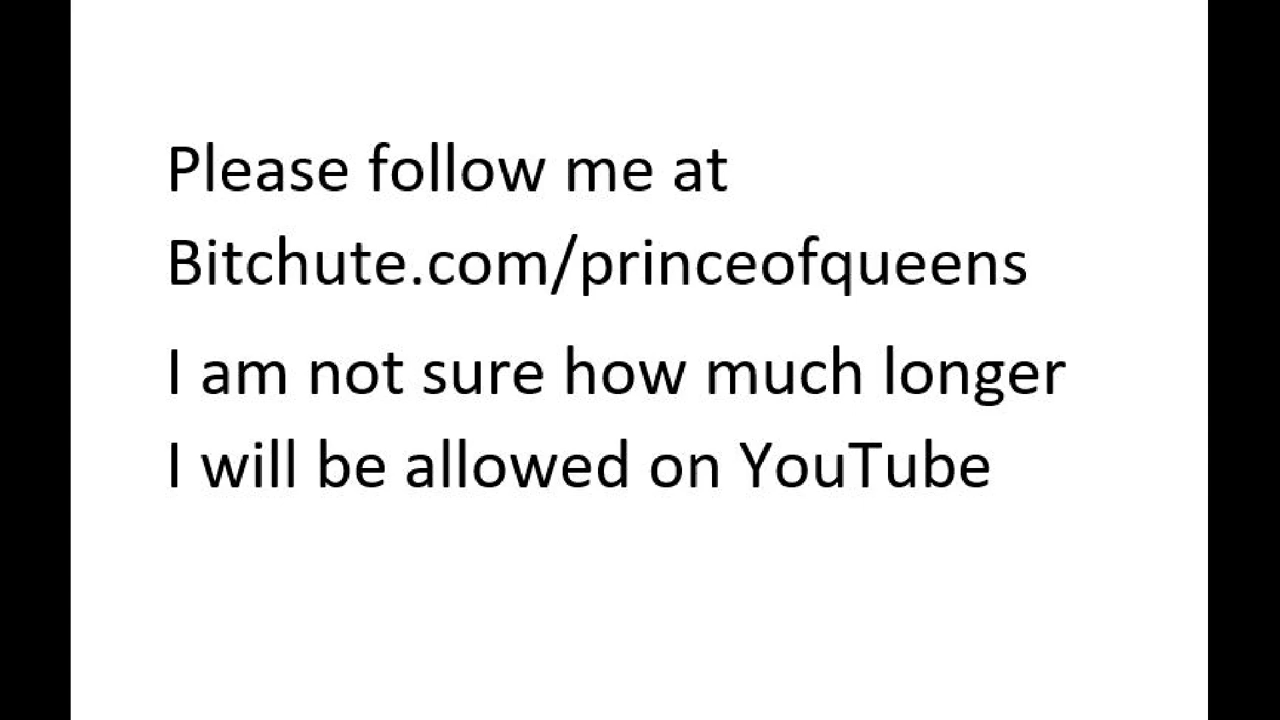 Please follow me at
Bitchute.com/princeofqueens
I am not sure how much longer
I will be allowed on YouTube